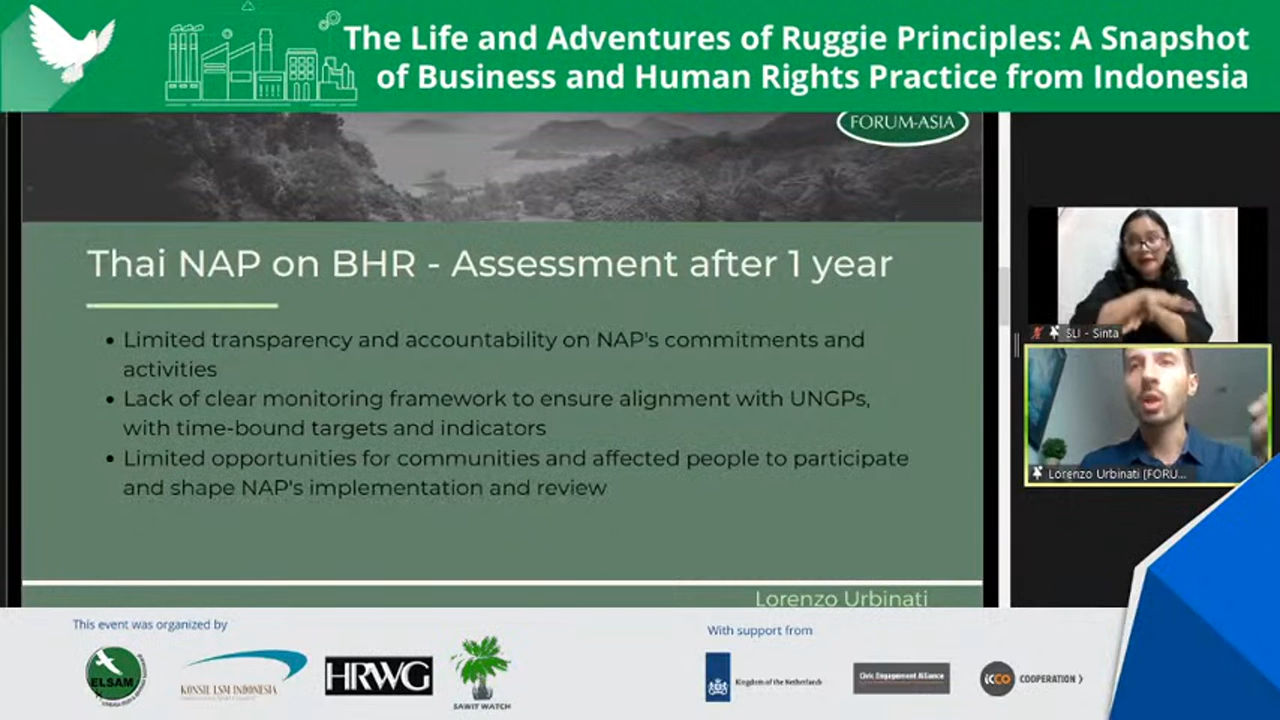 The Life and Adventures of Ruggie Principles: A Snapshot
of Business and Human Rights Practice from Indonesia
FORUM-ASIA
Thai NAP on BHR - Assessment after 1 year
• Limited transparency and accountability on NAP's commitments and
activities
• Lack of clear monitoring framework to ensure alignment with UNGPs,
with time-bound targets and indicators
• Limited opportunities for communities and affected people to participate
and shape NAP's implementation and review
Lorenzo Urbinati
SLI - Sinta
Lorenzo Urbinati [FORU...
This event was organized by
ELSAM
KONSIL LSM INDONESIA
HRWG
SAWIT WATCH
With support from
Kingdom of the Netherlands
Civic Engagement Alliance
icco COOPERATION